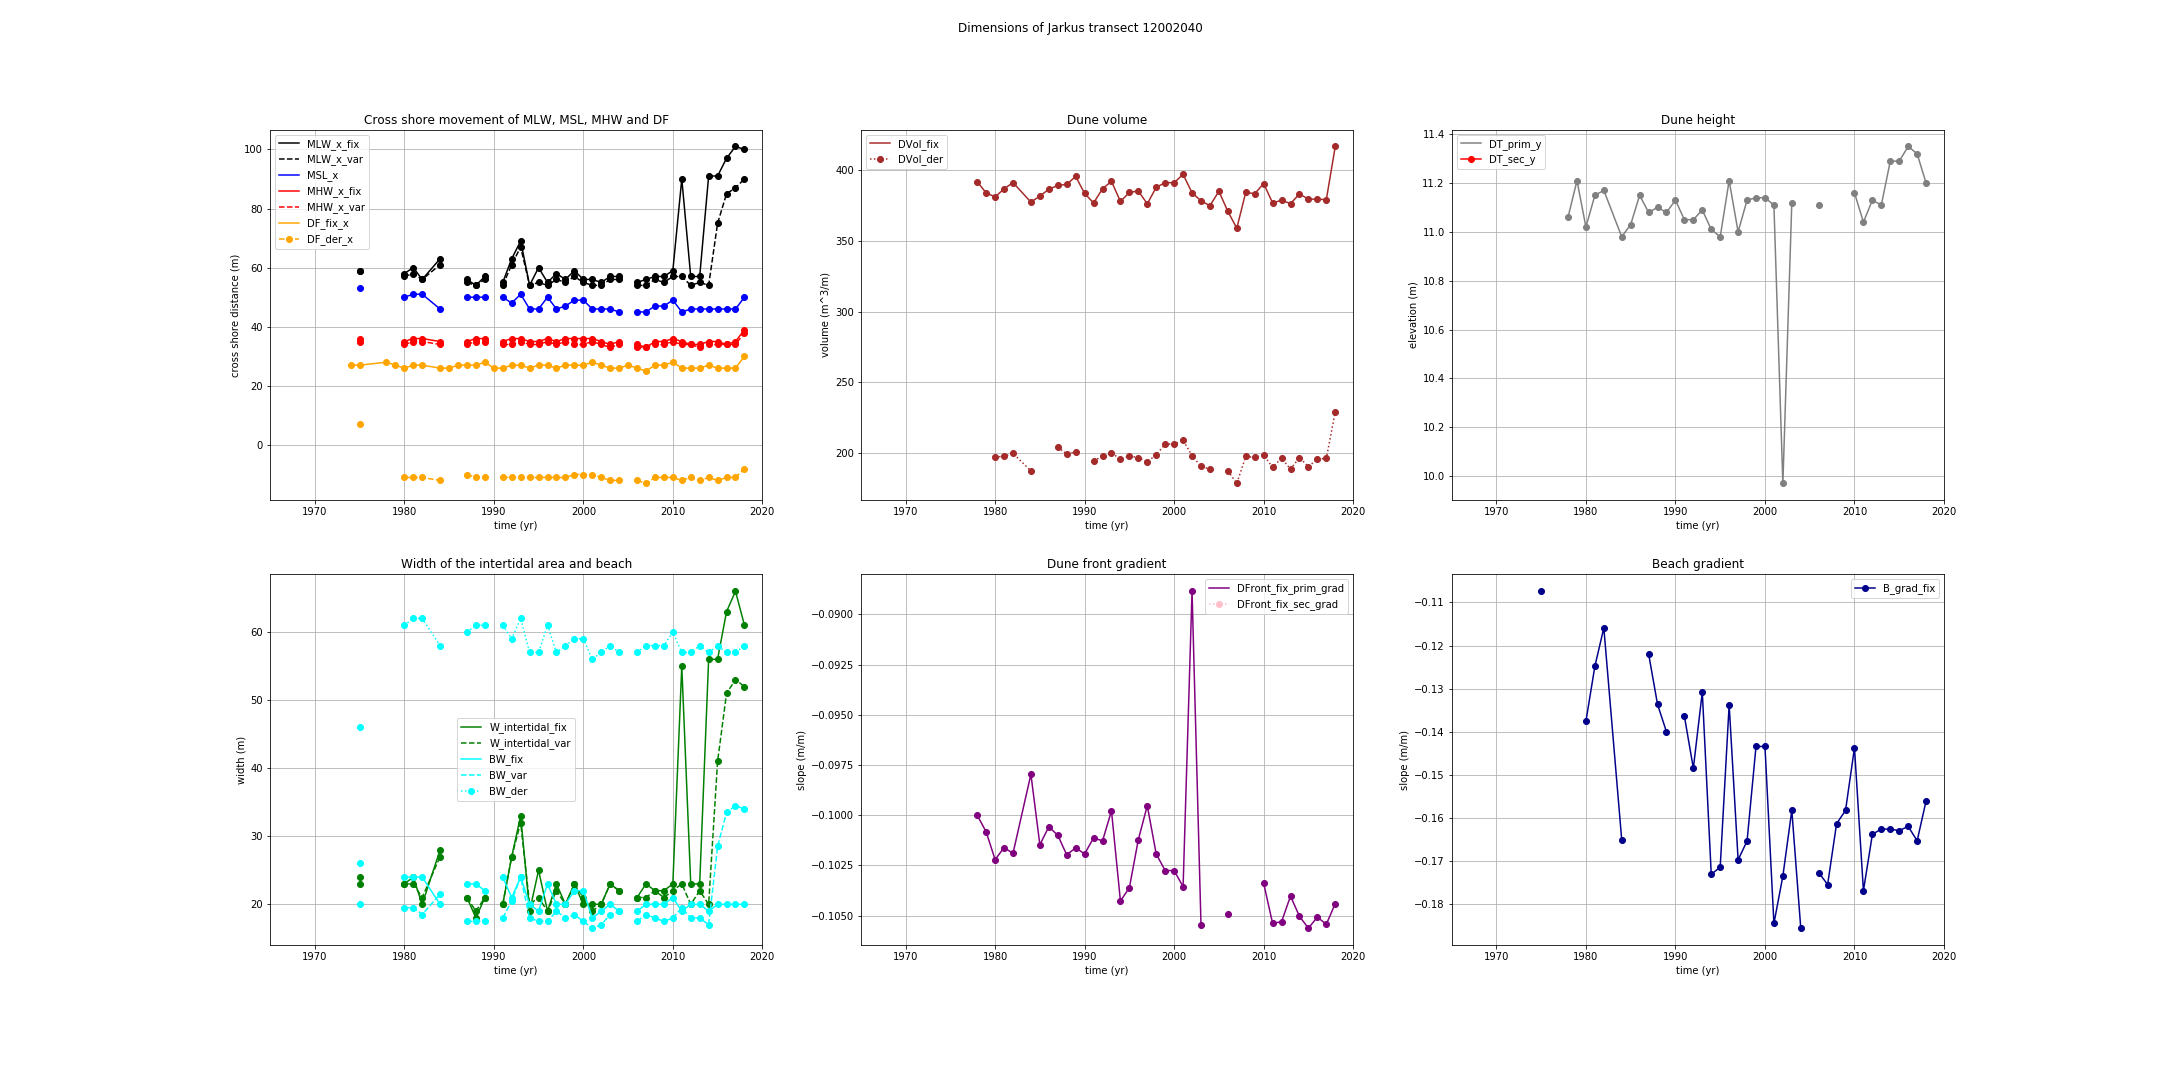 Dimensions of Jarkus transect 12002040
Cross shore movement of MLW, MSL, MHW and DF
MLW_x_fix
MLW_x_var
MSL_x
MHW_x_fix
MHW_x_var
DF_fix_x
DF_der_x
cross shore distance (m)
100
80
60
40
20
0
1970 1980 1990 2000 2010 2020
time (yr)
Dune volume
DVol_fix
DVol_der
volume (m^3/m)
400
350
300
250
200
1970 1980 1990 2000 2010 2020
time (yr)
Dune height
DT_prim_y
DT_sec_y
elevation (m)
11.4
11.2
11.0
10.8
10.6
10.4
10.2
10.0
1970 1980 1990 2000 2010 2020
time (yr)
Width of the intertidal area and beach
W_intertidal_fix
W_intertidal_var
BW_fix
BW_var
BW_der
width (m)
60
50
40
30
20
1970 1980 1990 2000 2010 2020
time (yr)
Dune front gradient
DFront_fix_prim_grad
DFront_fix_sec_grad
slope (m/m)
−0.0900
−0.0925
−0.0950
−0.0975
−0.1000
−0.1025
−0.1050
1970 1980 1990 2000 2010 2020
time (yr)
Beach gradient
B_grad_fix
slope (m/m)
−0.11
−0.12
−0.13
−0.14
−0.15
−0.16
−0.17
−0.18
1970 1980 1990 2000 2010 2020
time (yr)